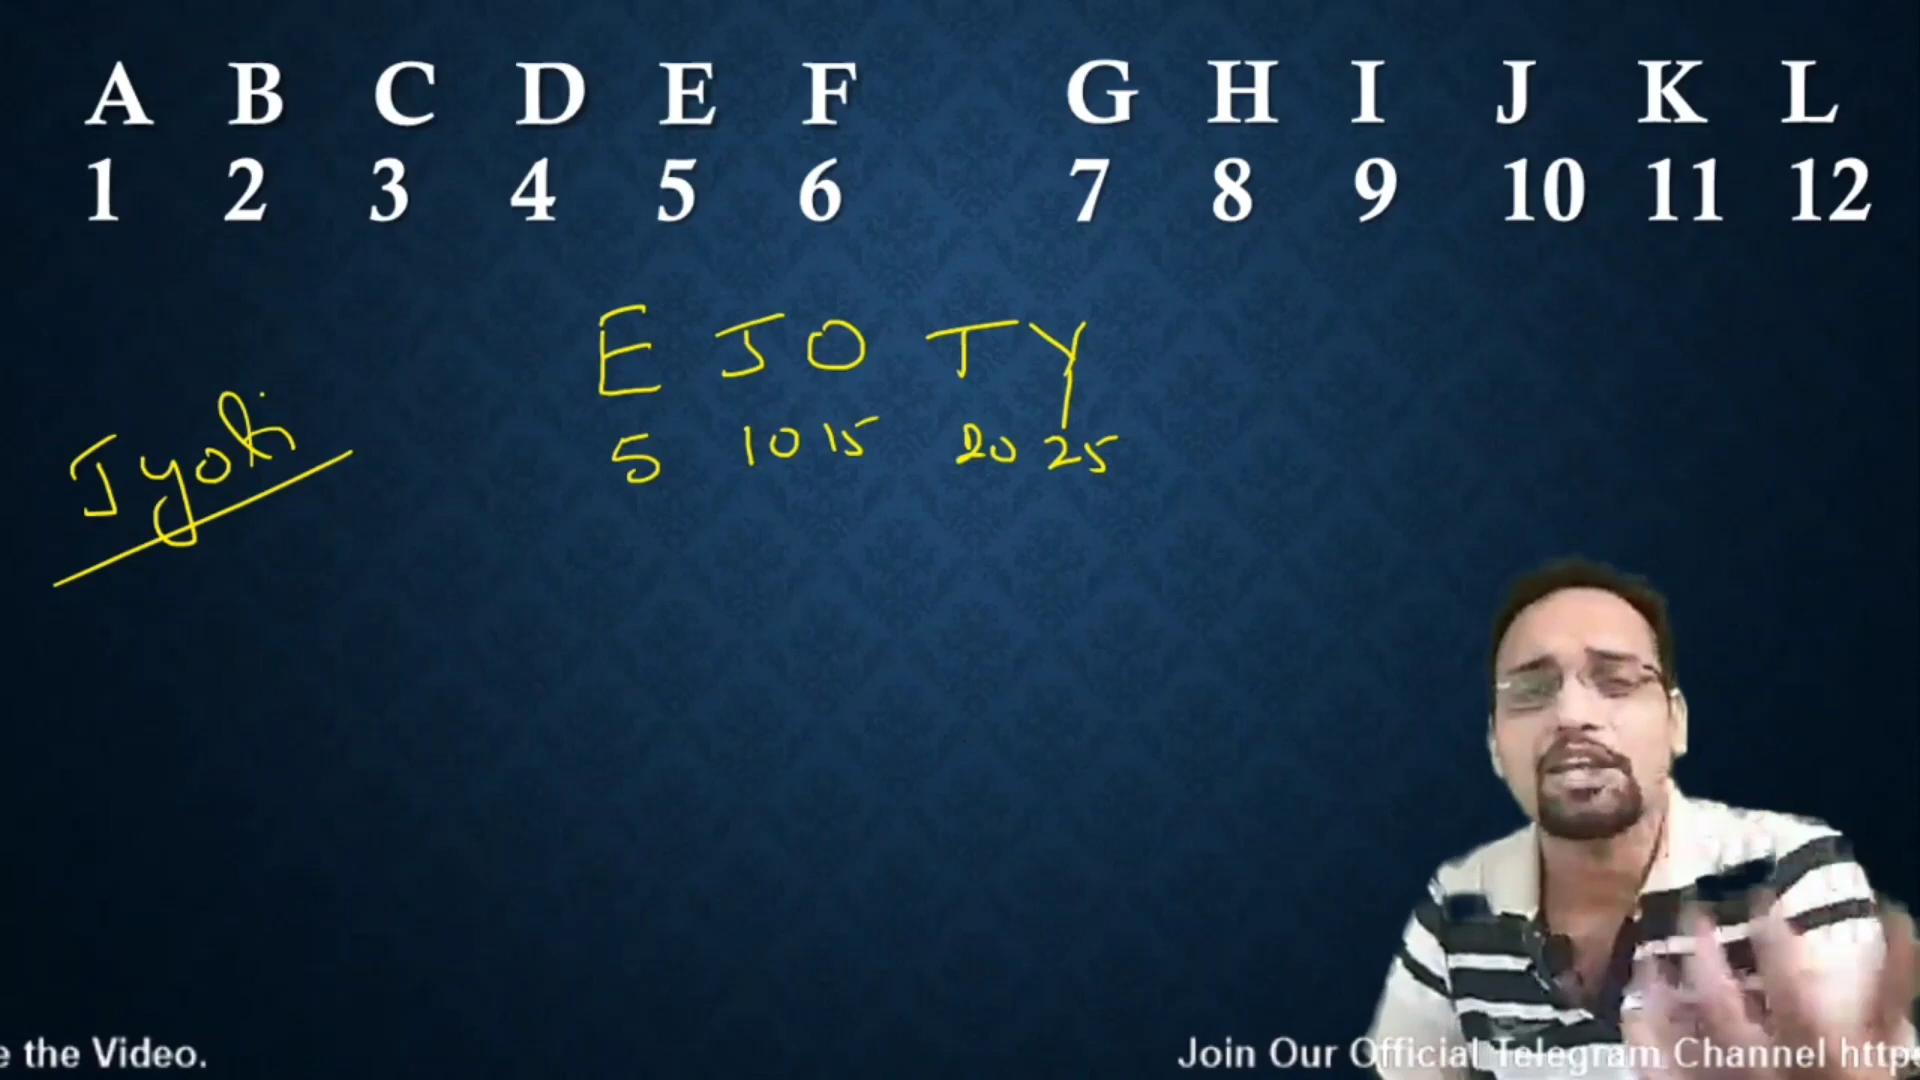 A B C D E F G H I J K L
1 2 3 4 5 6 7 8 9 10 11 12
E J O T Y
5 10 15 20 25
Jyoti
e the Video.
Join Our Official Telegram Channel http